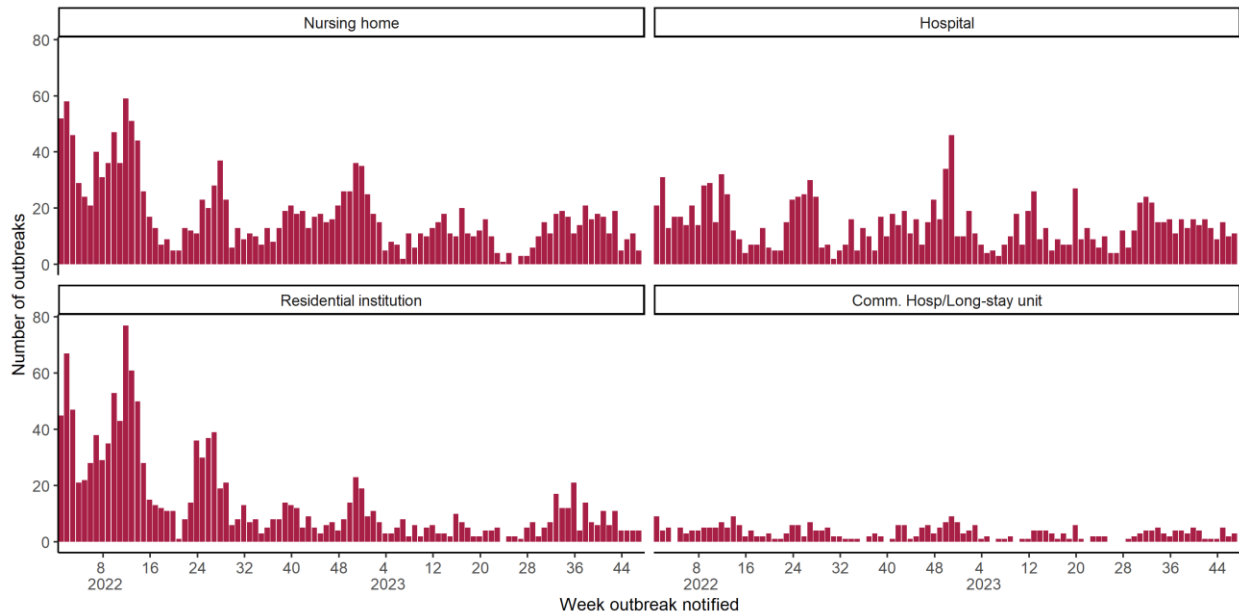 Nursing home
Hospital
80
60
40
20
0
Residential institution
Comm. Hosp/Long-stay unit
80
60
40
20
0
Number of outbreaks
8 16 24 32 40 48 4 12 20 28 36 44
2022 2023
8 16 24 32 40 48 4 12 20 28 36 44
2022 2023
Week outbreak notified